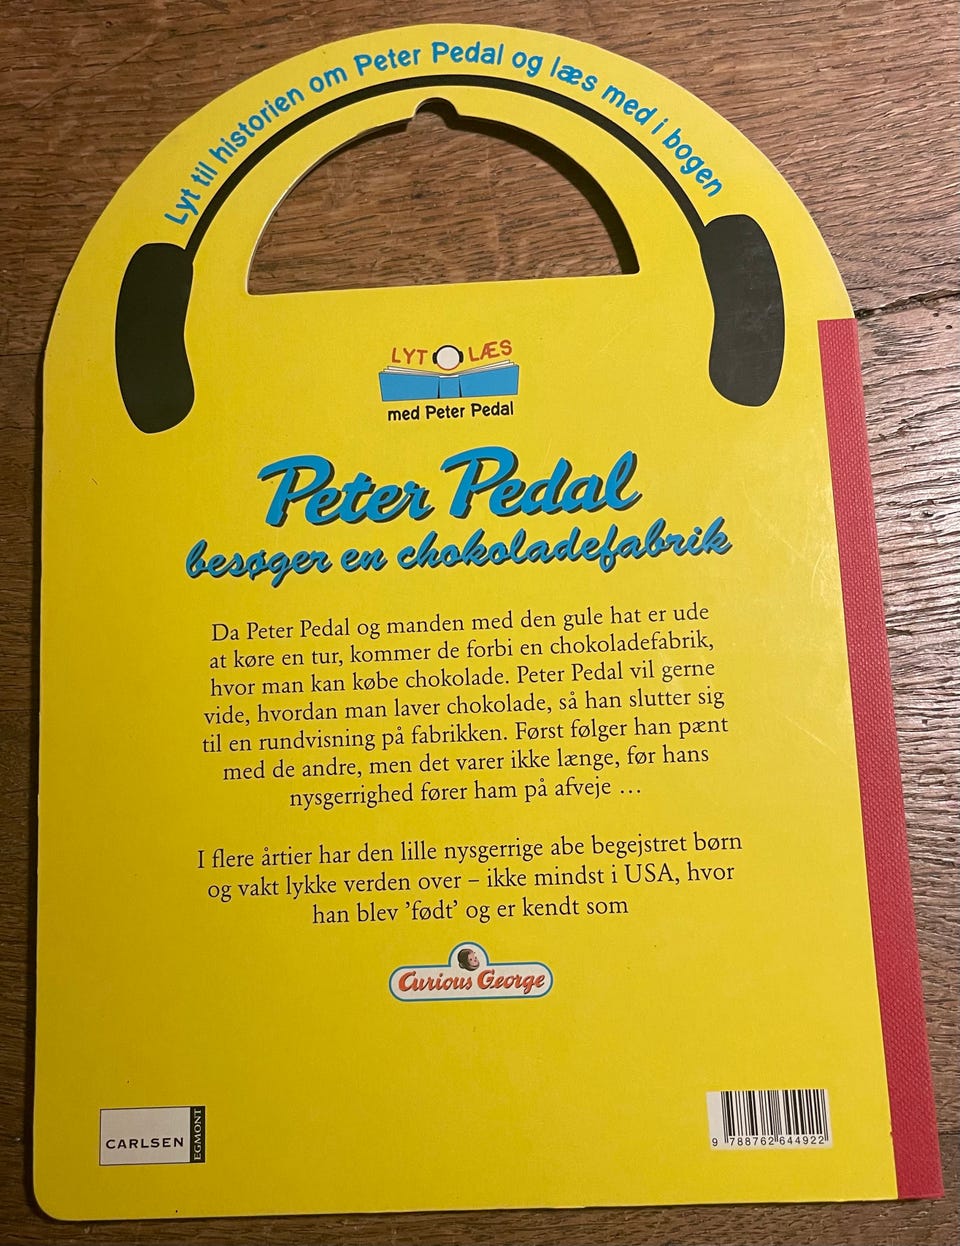 Lyt til historien om Peter Pedal og læs med i bogen
LYT LÆS
med Peter Pedal
Peter Pedal
besøger en chokoladefabrik
Da Peter Pedal og manden med den gule hat er ude
at køre en tur, kommer de forbi en chokoladefabrik,
hvor man kan købe chokolade. Peter Pedal vil gerne
vide, hvordan man laver chokolade, så han slutter sig
til en rundvisning på fabrikken. Først følger han pænt
med de andre, men det varer ikke længe, før hans
nysgerrighed fører ham på afveje ...
I flere årtier har den lille nysgerrige abe begejstret børn
og vakt lykke verden over – ikke mindst i USA, hvor
han blev ’født’ og er kendt som
Curious George
CARLSEN
EGMONT
9 788762 644922